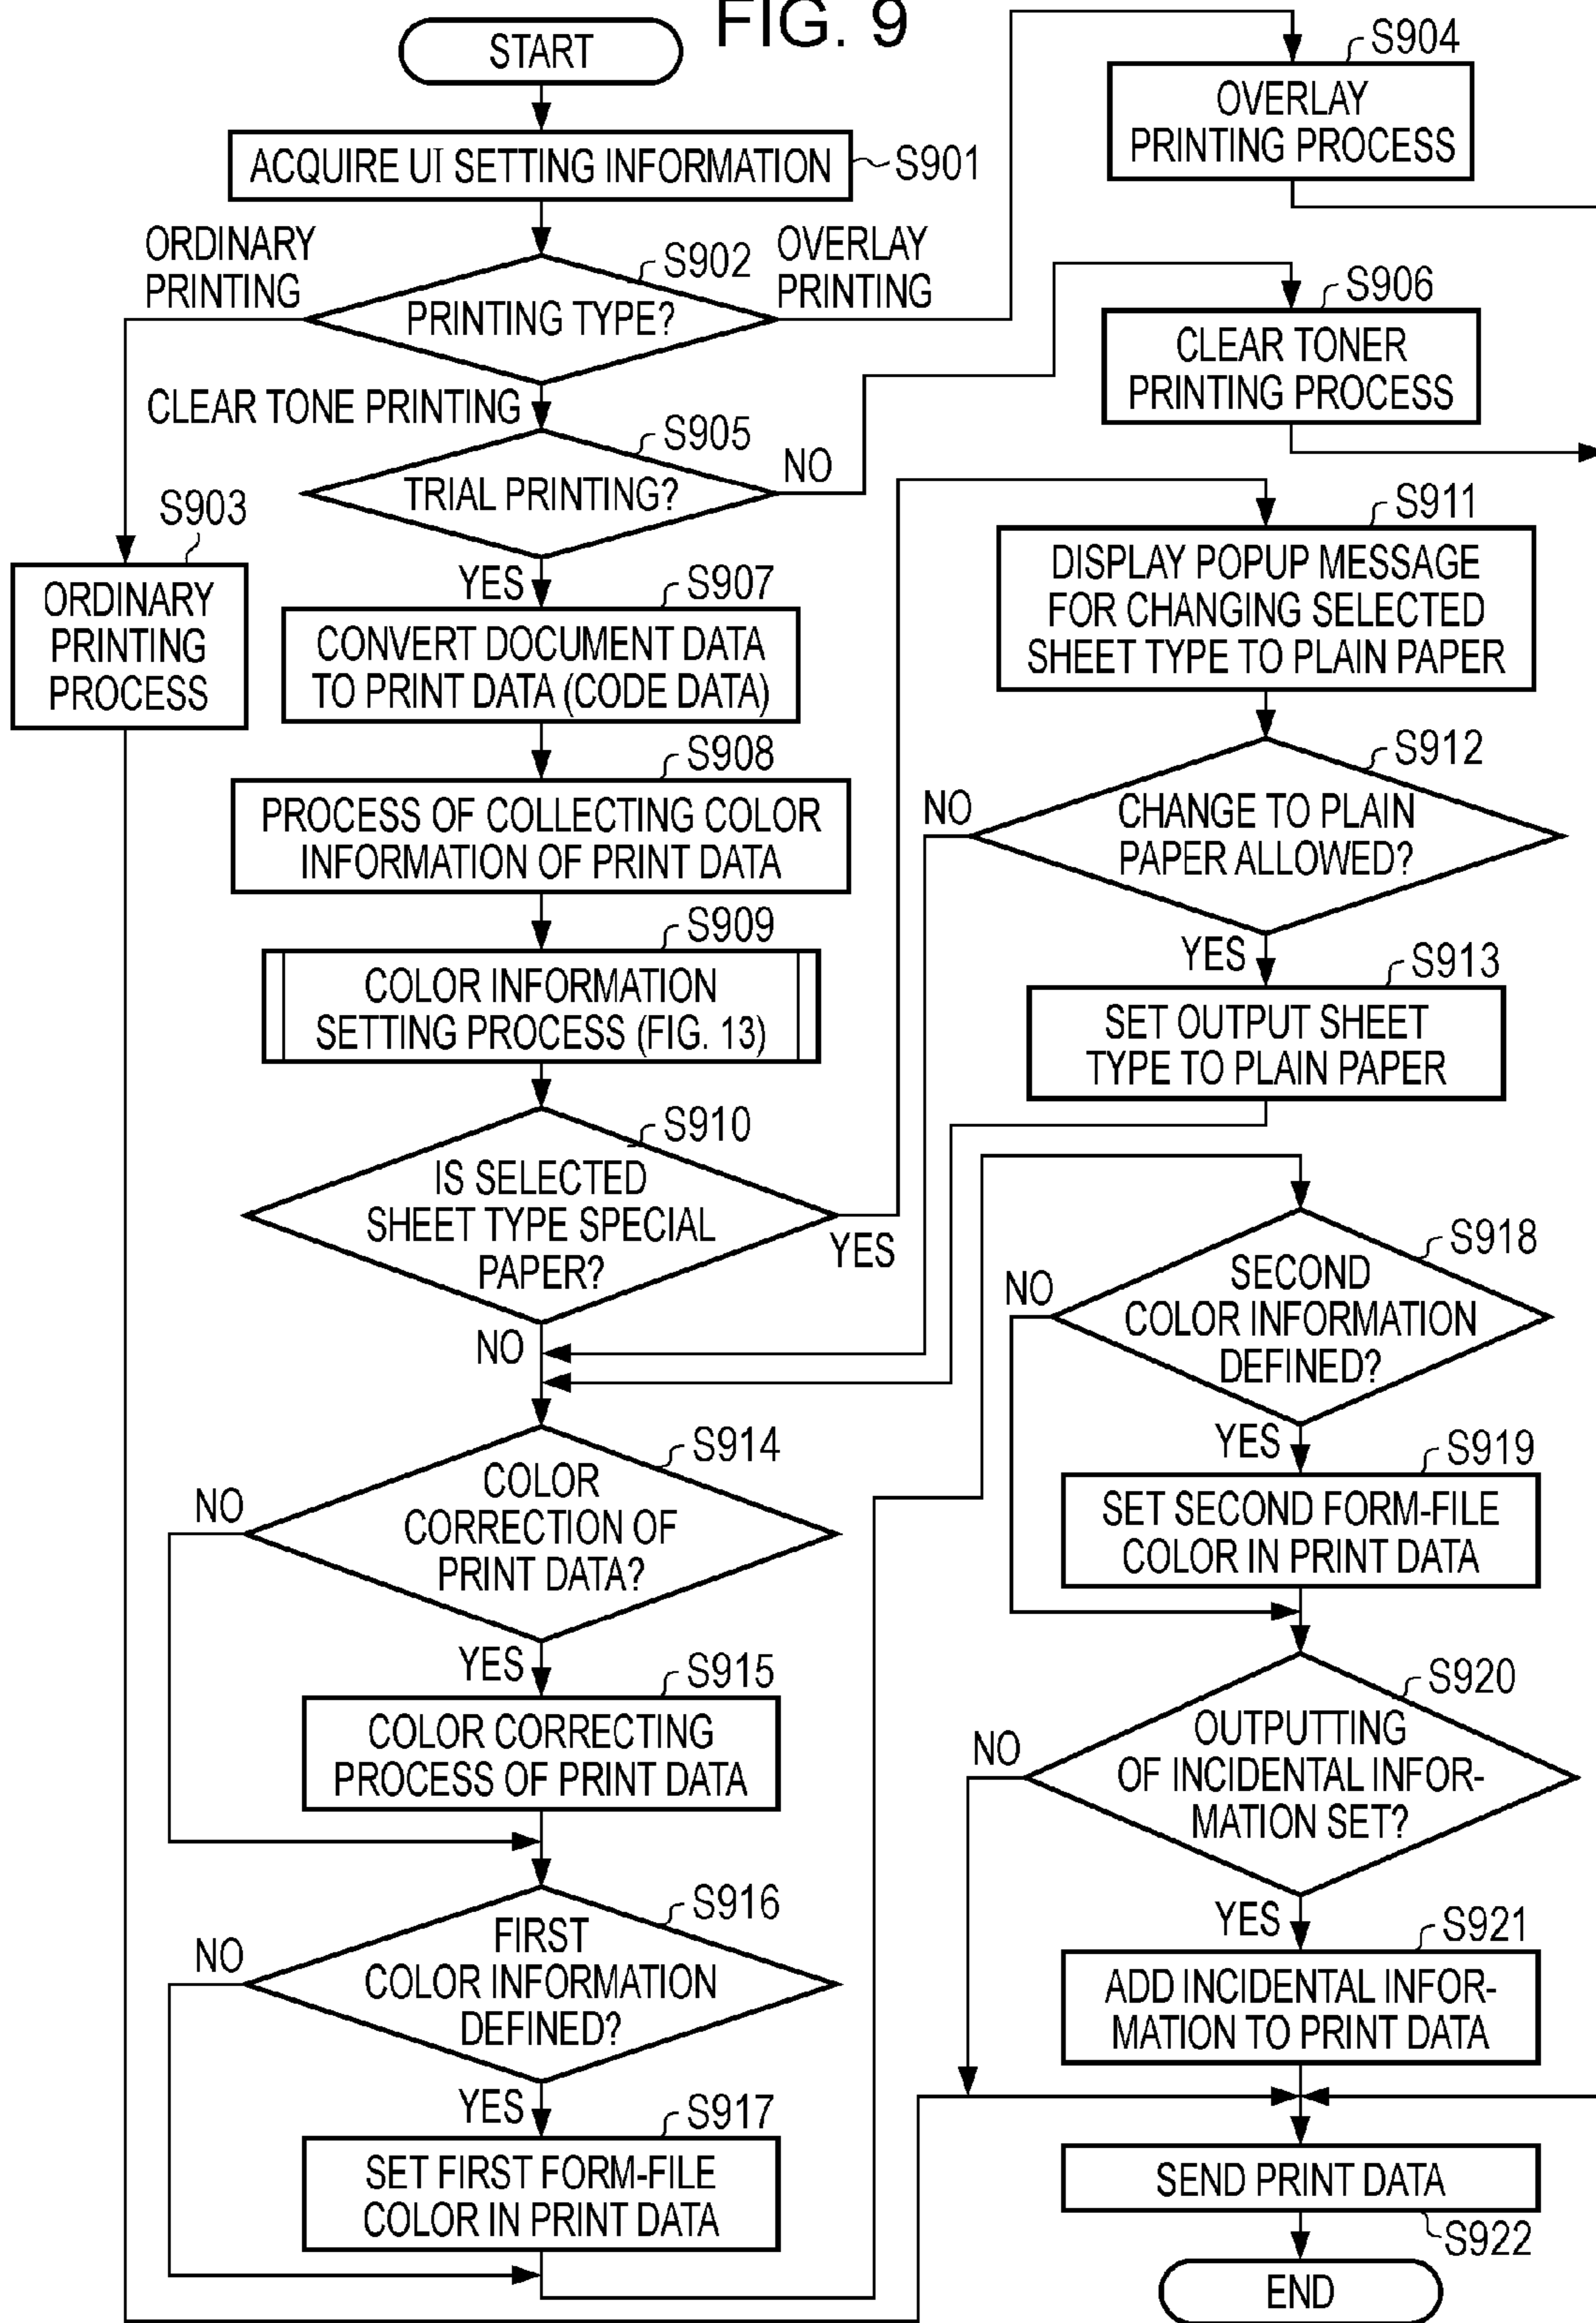 FIG. 9
START
ACQUIRE UI SETTING INFORMATION
S901
ORDINARY
PRINTING
S902
OVERLAY
PRINTING
PRINTING TYPE?
S904
OVERLAY
PRINTING PROCESS
CLEAR TONE PRINTING
S905
TRIAL PRINTING?
NO
S906
CLEAR TONER
PRINTING PROCESS
S903
ORDINARY
PRINTING
PROCESS
YES
S907
CONVERT DOCUMENT DATA
TO PRINT DATA (CODE DATA)
S908
PROCESS OF COLLECTING COLOR
INFORMATION OF PRINT DATA
S909
COLOR INFORMATION
SETTING PROCESS (FIG. 13)
S910
IS SELECTED
SHEET TYPE SPECIAL
PAPER?
YES
NO
S911
DISPLAY POPUP MESSAGE
FOR CHANGING SELECTED
SHEET TYPE TO PLAIN PAPER
S912
NO
CHANGE TO PLAIN
PAPER ALLOWED?
YES
S913
SET OUTPUT SHEET
TYPE TO PLAIN PAPER
S914
NO
COLOR
CORRECTION OF
PRINT DATA?
YES
S915
COLOR CORRECTING
PROCESS OF PRINT DATA
S916
NO
FIRST
COLOR INFORMATION
DEFINED?
YES
S917
SET FIRST FORM-FILE
COLOR IN PRINT DATA
S918
NO
SECOND
COLOR INFORMATION
DEFINED?
YES
S919
SET SECOND FORM-FILE
COLOR IN PRINT DATA
S920
NO
OUTPUTTING
OF INCIDENTAL INFOR-
MATION SET?
YES
S921
ADD INCIDENTAL INFOR-
MATION TO PRINT DATA
SEND PRINT DATA
S922
END